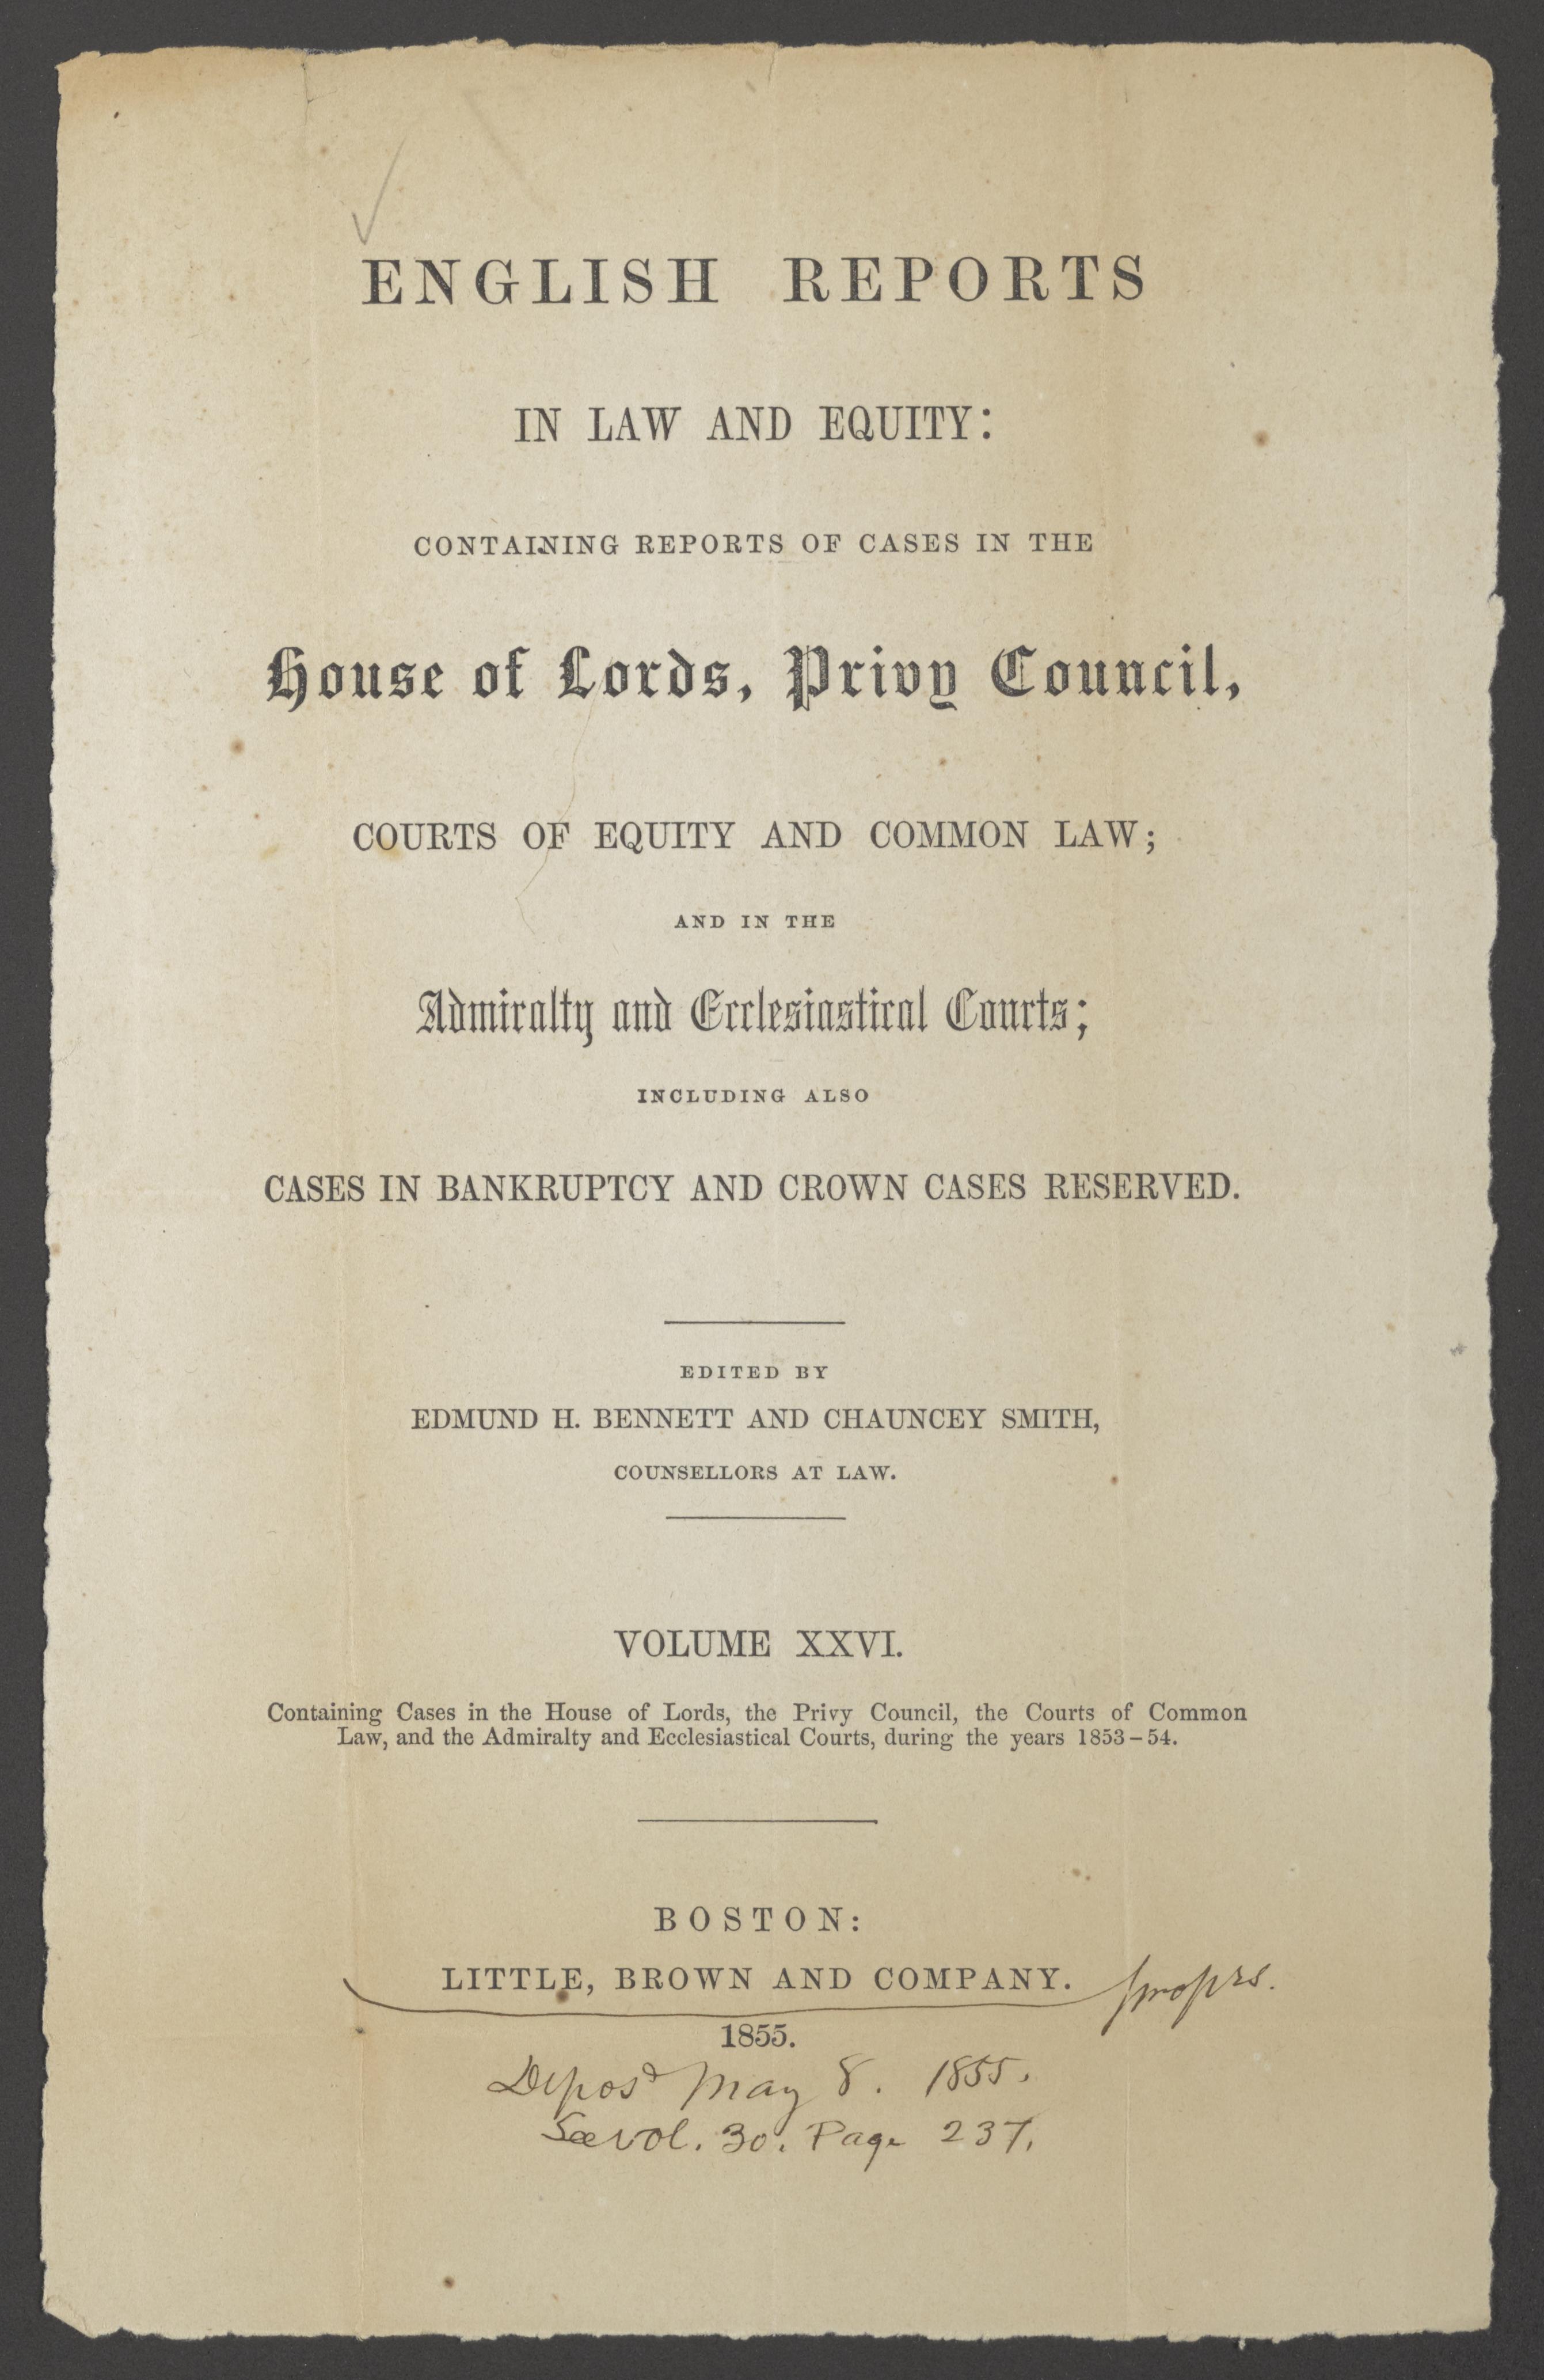 ENGLISH REPORTS
IN LAW AND EQUITY:
CONTAINING REPORTS OF CASES IN THE
House of Lords, Privy Council,
COURTS OF EQUITY AND COMMON LAW;
AND IN THE
Admiralty and Ecclesiastical Courts;
INCLUDING ALSO
CASES IN BANKRUPTCY AND CROWN CASES RESERVED.
EDITED BY
EDMUND H. BENNETT AND CHAUNCEY SMITH,
COUNSELLORS AT LAW.
VOLUME XXVI.
Containing Cases in the House of Lords, the Privy Council, the Courts of Common
Law, and the Admiralty and Ecclesiastical Courts, during the years 1853–54.
BOSTON:
LITTLE, BROWN AND COMPANY. proprs.
1855.
Deposd May 8. 1855.
See vol. 30. Page 237.